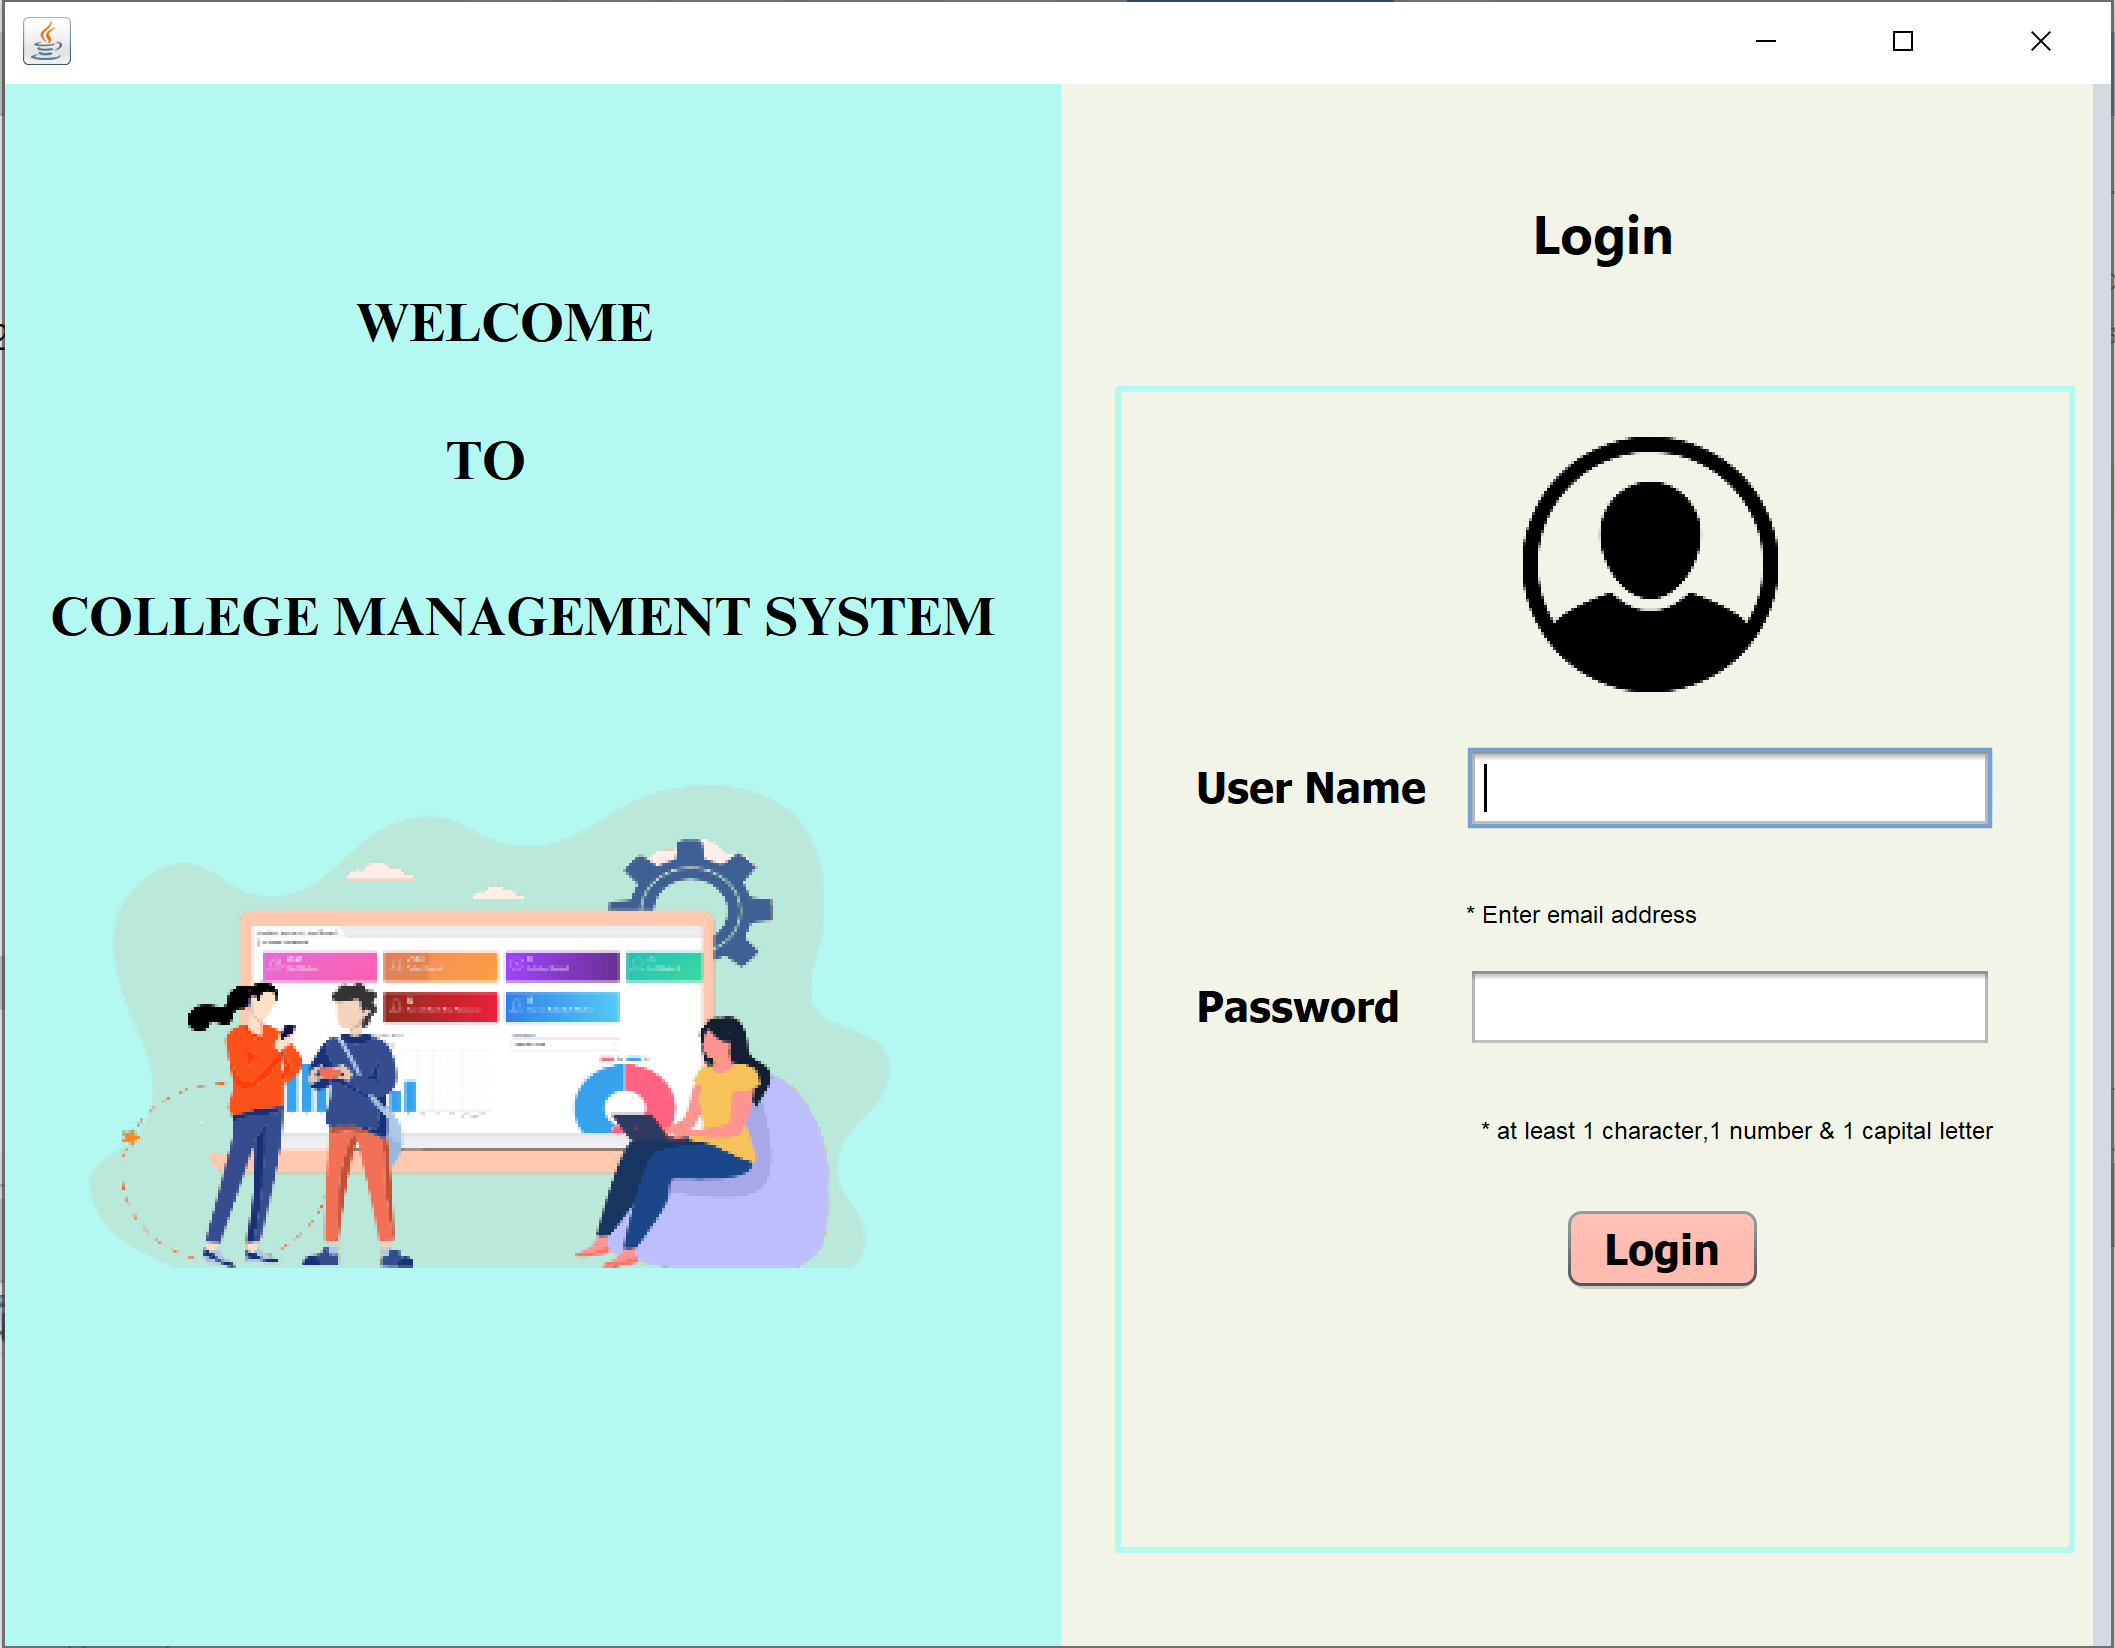 WELCOME
TO
COLLEGE MANAGEMENT SYSTEM
Login
User Name
* Enter email address
Password
* at least 1 character,1 number & 1 capital letter
Login